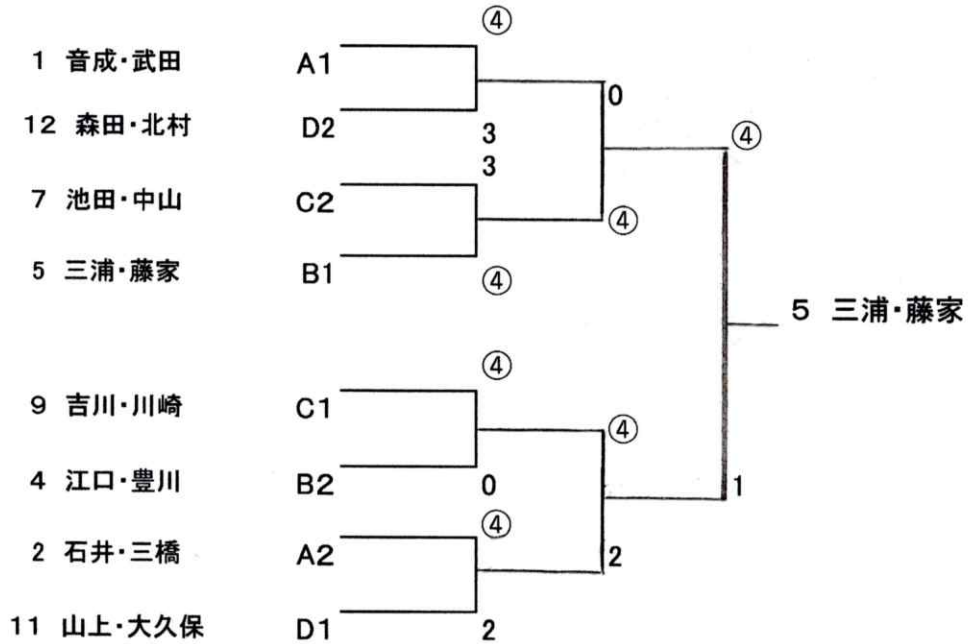 ④
1 音成・武田 A1
0
12 森田・北村 D2 3
④
3
7 池田・中山 C2
④
5 三浦・藤家 B1 ④
5 三浦・藤家
④
9 吉川・川崎 C1
④
4 江口・豊川 B2 0
1
④
2 石井・三橋 A2
2
11 山上・大久保 D1 2